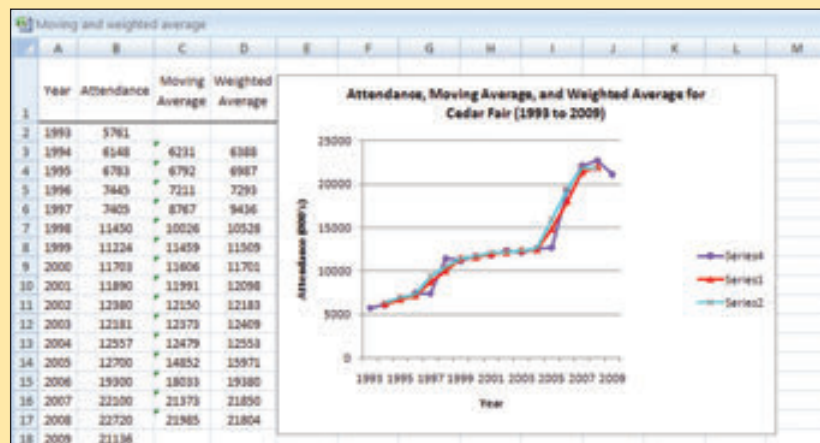 Moving and weighted average
A B C D E F G H I J K L M
1 Year Attendance Moving Average Weighted Average
2 1993 5761
3 1994 6148 6231 6388
4 1995 6783 6792 6987
5 1996 7445 7211 7293
6 1997 7405 8767 9436
7 1998 11450 10026 10528
8 1999 11224 11459 11509
9 2000 11703 11606 11701
10 2001 11890 11991 12098
11 2002 12380 12150 12183
12 2003 12181 12373 12409
13 2004 12557 12479 12553
14 2005 12700 14852 15971
15 2006 19300 18033 19380
16 2007 22100 21373 21850
17 2008 22720 21985 21804
18 2009 21136
Attendance, Moving Average, and Weighted Average for
Cedar Fair (1993 to 2009)
Attendance (000's)
25000
20000
15000
10000
5000
0
1993 1995 1997 1999 2001 2003 2005 2007 2009
Year
Series4
Series1
Series2